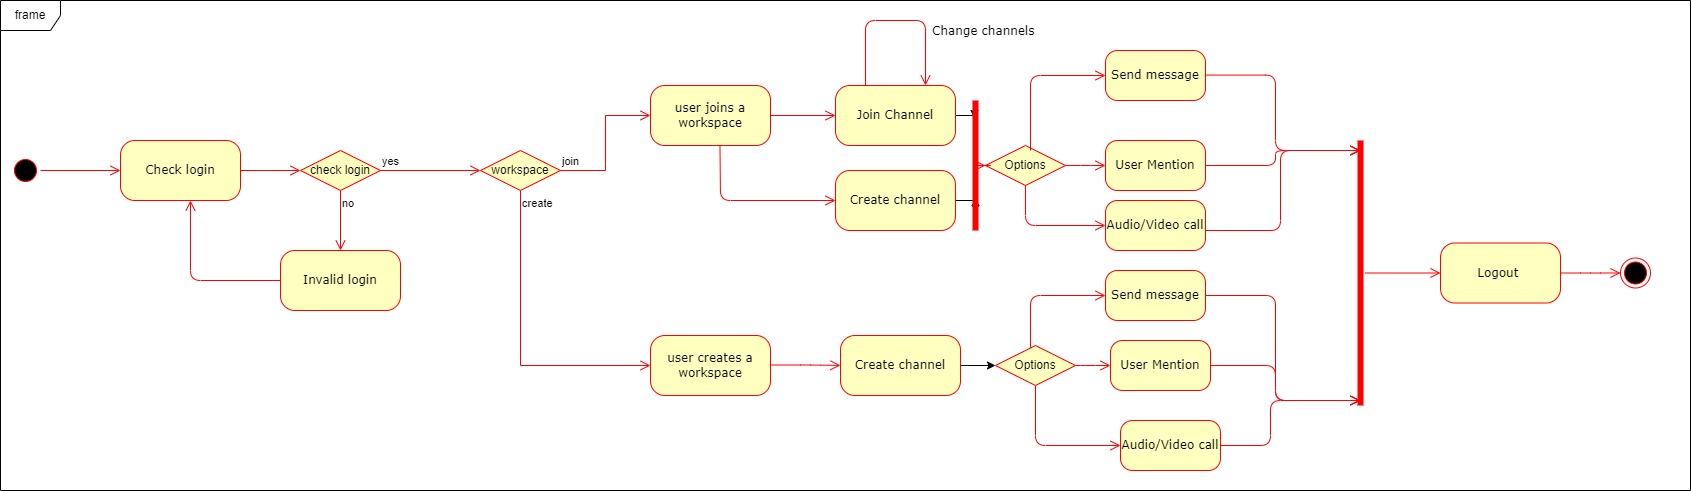 frame
Change channels
Send message
user joins a
workspace
Join Channel
Check login
check login
yes
workspace
join
Options
User Mention
no
create
Create channel
Audio/Video call
Invalid login
Logout
Send message
user creates a
workspace
Create channel
Options
User Mention
Audio/Video call